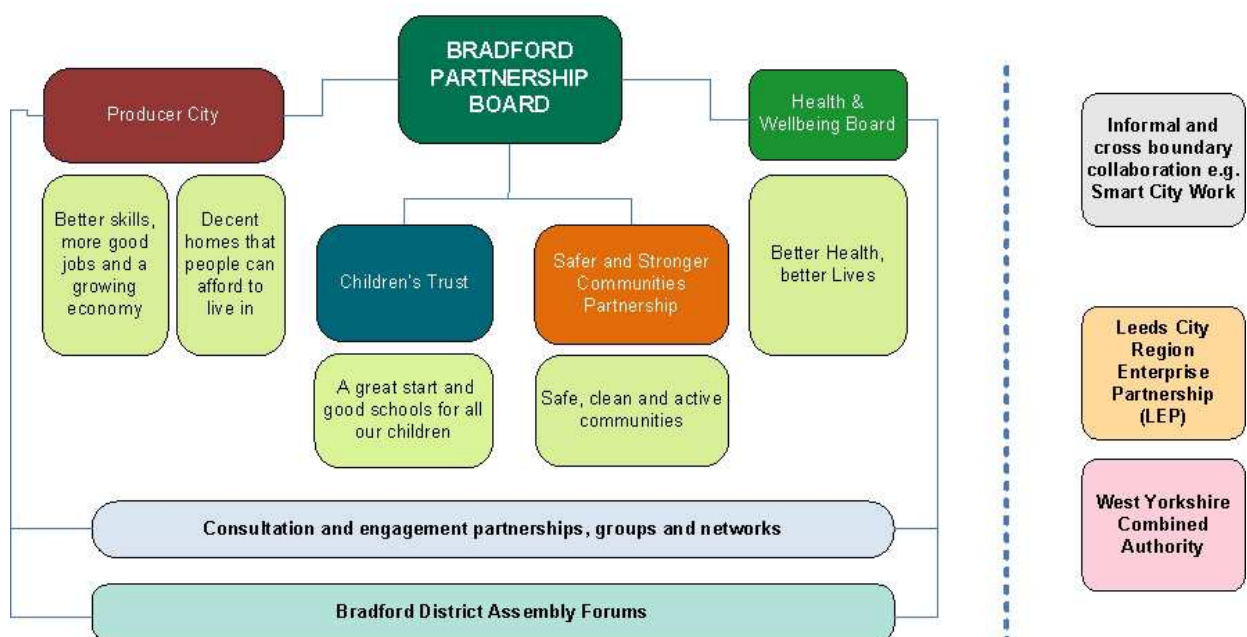 BRADFORD
PARTNERSHIP
BOARD
Producer City
Health &
Wellbeing Board
Better skills,
more good
jobs and a
growing
economy
Decent
homes that
people can
afford to
live in
Children's Trust
Safer and Stronger
Communities
Partnership
Better Health,
better Lives
A great start and
good schools for all
our children
Safe, clean and active
communities
Consultation and engagement partnerships, groups and networks
Bradford District Assembly Forums
Informal and
cross boundary
collaboration e.g.
Smart City Work
Leeds City
Region
Enterprise
Partnership
(LEP)
West Yorkshire
Combined
Authority